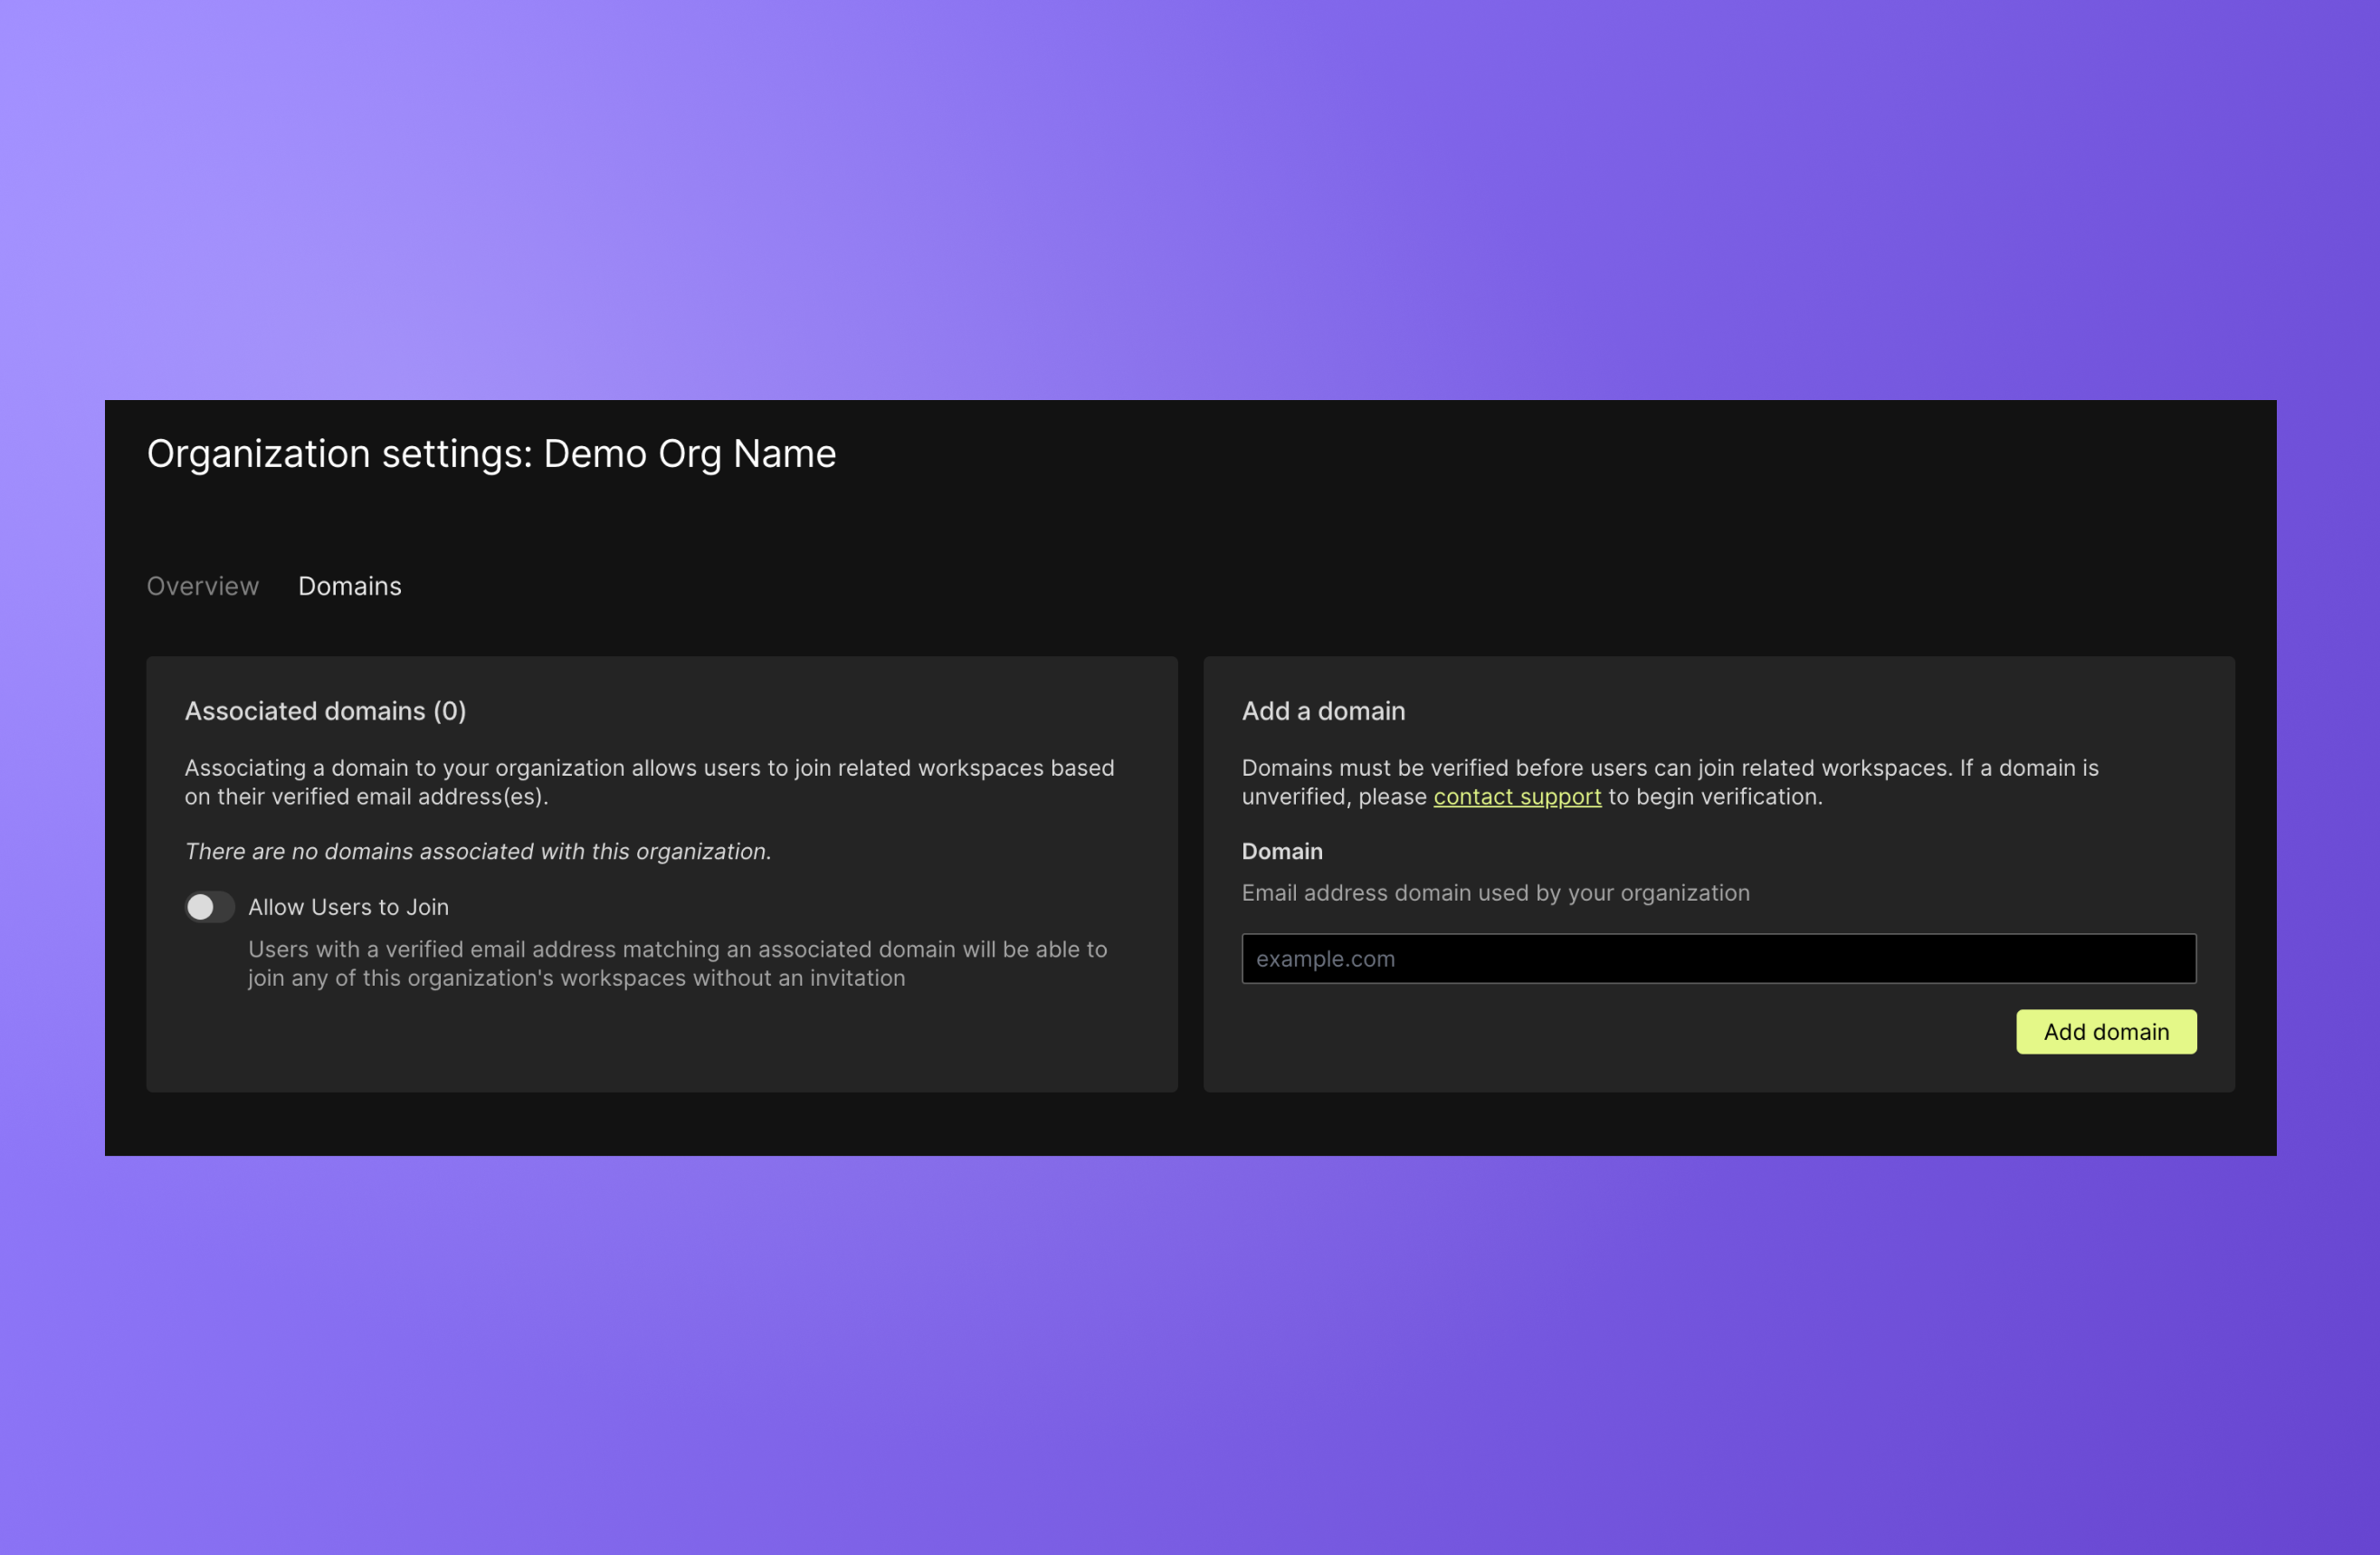 Organization settings: Demo Org Name
Overview
Domains
Associated domains (0)
Associating a domain to your organization allows users to join related workspaces based
on their verified email address(es).
There are no domains associated with this organization.
Allow Users to Join
Users with a verified email address matching an associated domain will be able to
join any of this organization's workspaces without an invitation
Add a domain
Domains must be verified before users can join related workspaces. If a domain is
unverified, please contact support to begin verification.
Domain
Email address domain used by your organization
example.com
Add domain